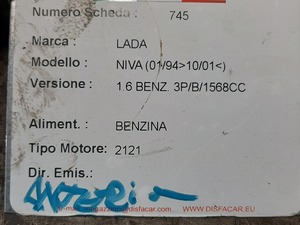 Numero Scheda : 745
Marca : LADA
Modello : NIVA (01/94>10/01<)
Versione : 1.6 BENZ. 3P/B/1568CC
Aliment. : BENZINA
Tipo Motore: 2121
Dir. Emis.:
www.DISFACAR.EU